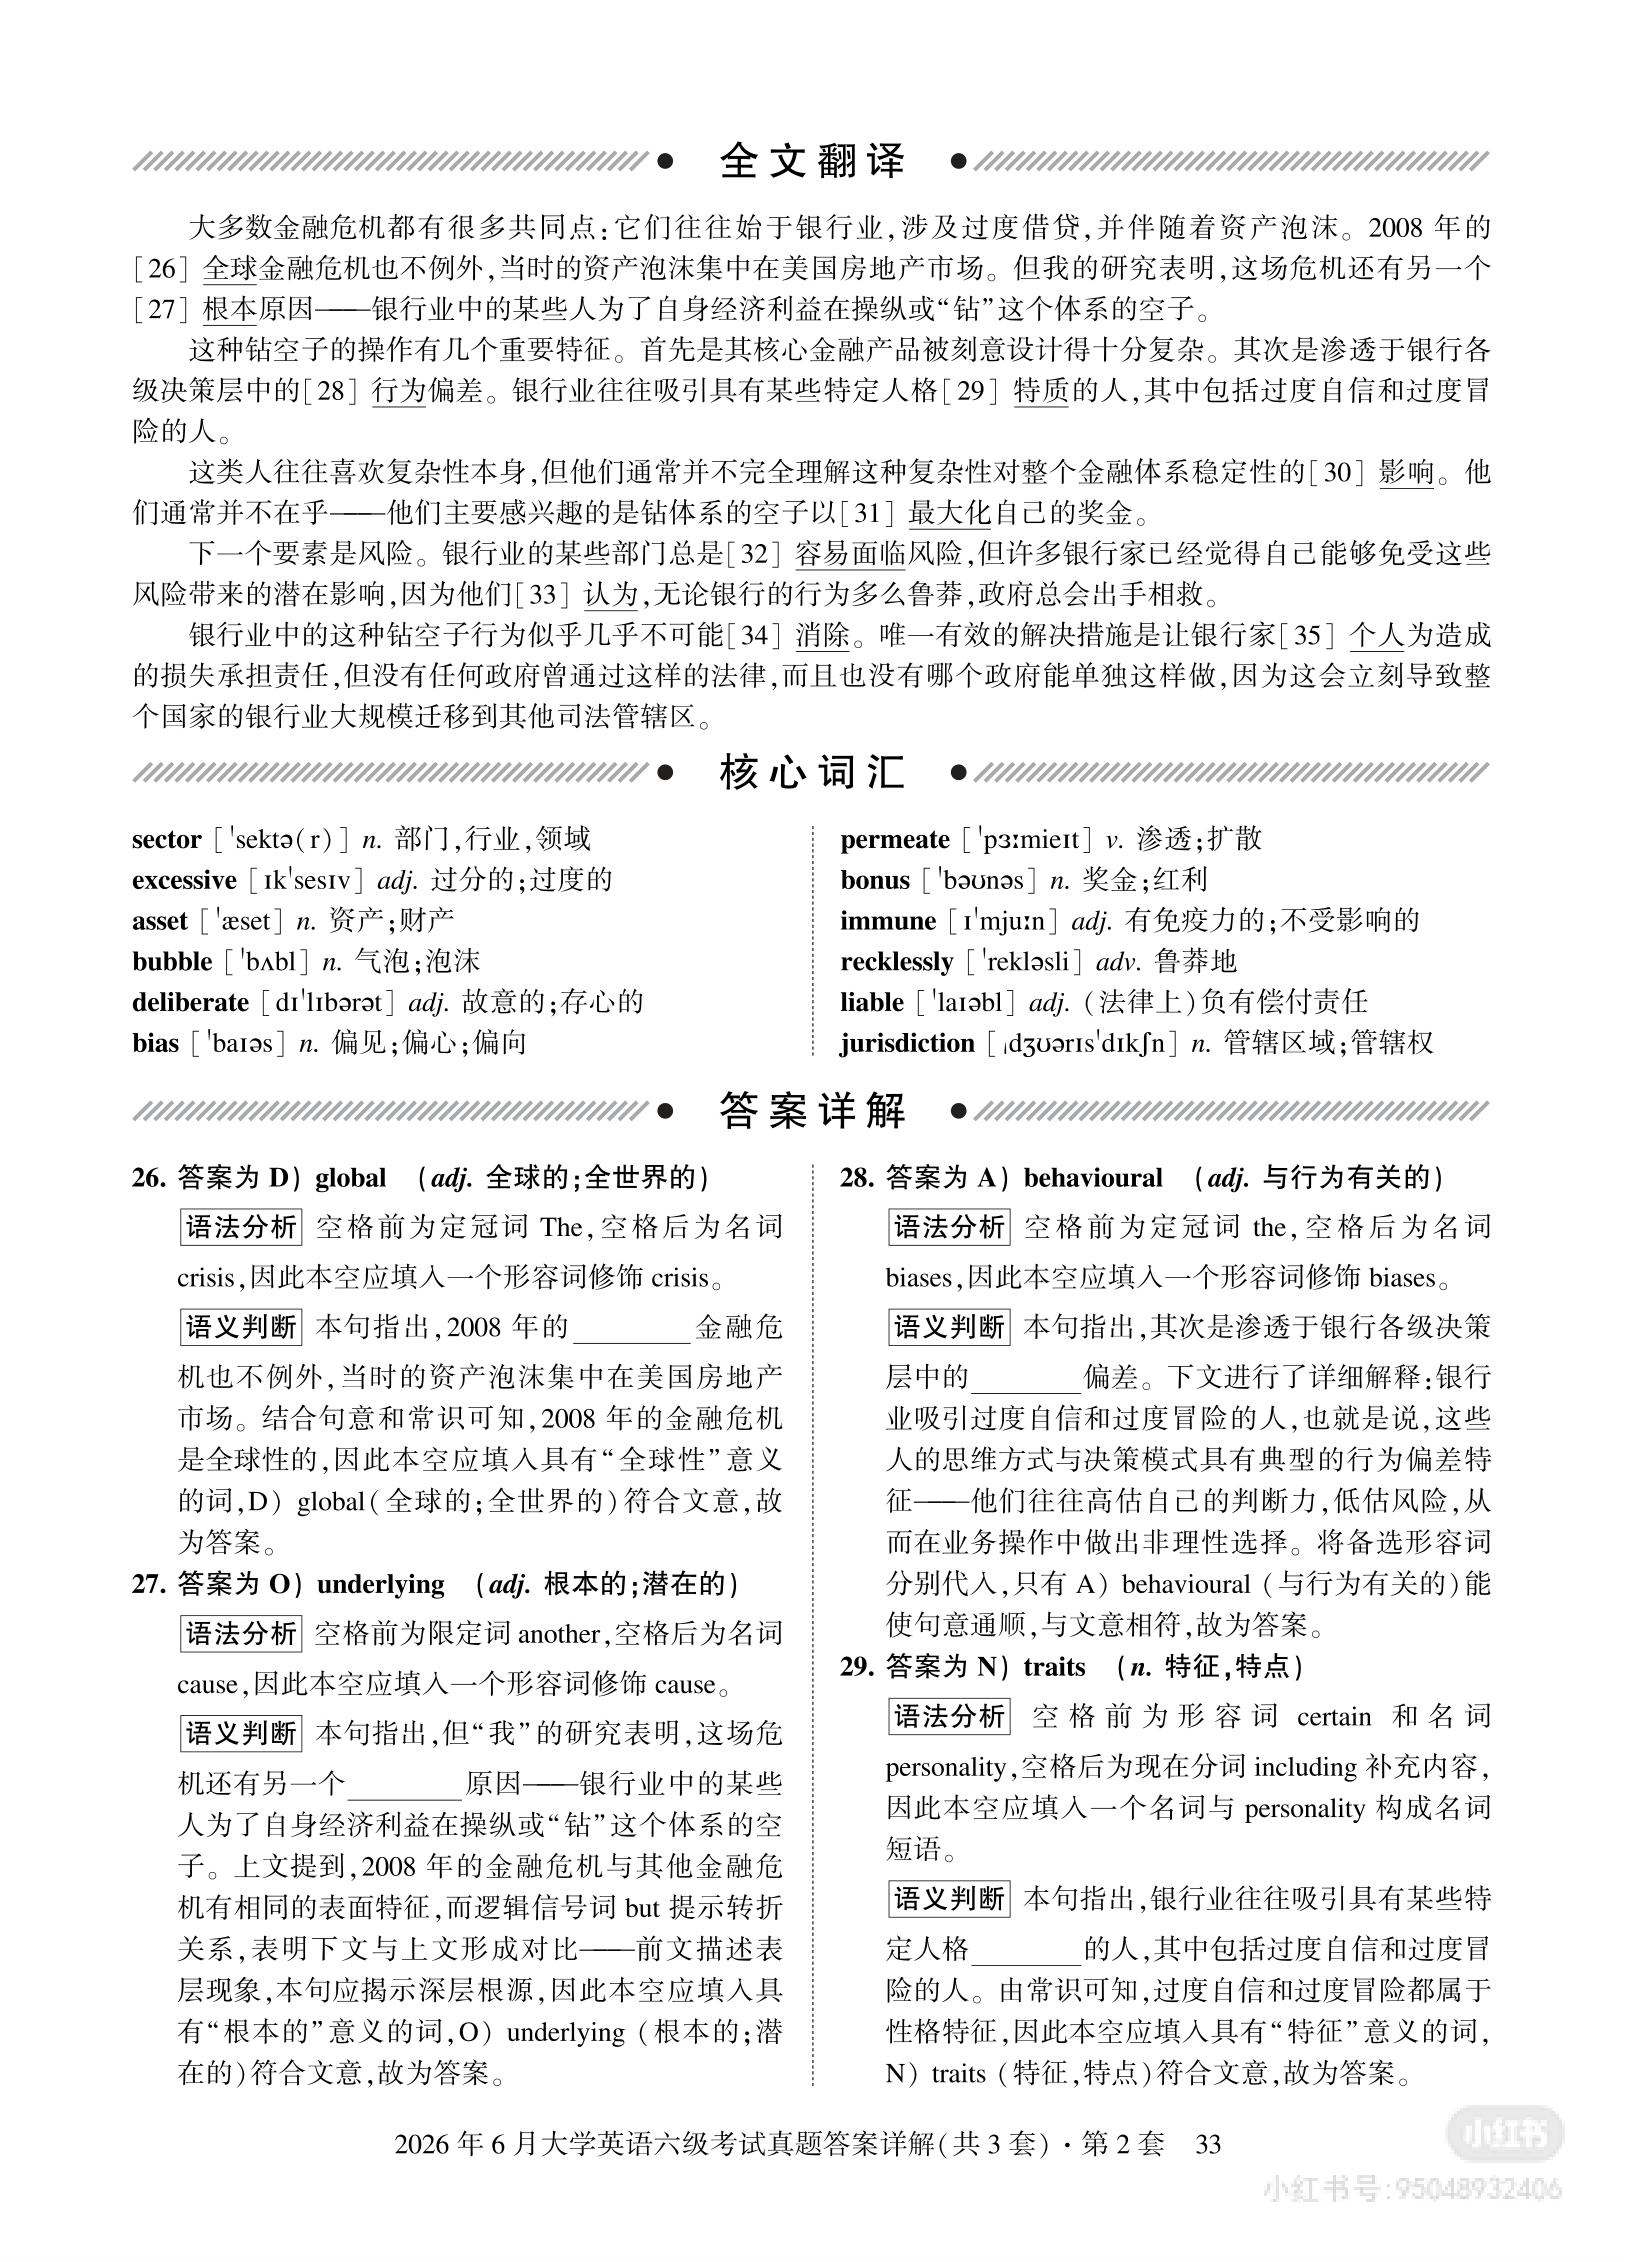 全文翻译
大多数金融危机都有很多共同点:它们往往始于银行业,涉及过度借贷,并伴随着资产泡沫。2008 年的
[26] 全球金融危机也不例外,当时的资产泡沫集中在美国房地产市场。但我的研究表明,这场危机还有另一个
[27] 根本原因——银行业中的某些人为了自身经济利益在操纵或“钻”这个体系的空子。
这种钻空子的操作有几个重要特征。首先是其核心金融产品被刻意设计得十分复杂。其次是渗透于银行各
级决策层中的[28] 行为偏差。银行业往往吸引具有某些特定人格[29] 特质的人,其中包括过度自信和过度冒
险的人。
这类人往往喜欢复杂性本身,但他们通常并不完全理解这种复杂性对整个金融体系稳定性的[30] 影响。他
们通常并不在乎——他们主要感兴趣的是钻体系的空子以[31] 最大化自己的奖金。
下一个要素是风险。银行业的某些部门总是[32] 容易面临风险,但许多银行家已经觉得自己能够免受这些
风险带来的潜在影响,因为他们[33] 认为,无论银行的行为多么鲁莽,政府总会出手相救。
银行业中的这种钻空子行为似乎几乎不可能[34] 消除。唯一有效的解决措施是让银行家[35] 个人为造成
的损失承担责任,但没有任何政府曾通过这样的法律,而且也没有哪个政府能单独这样做,因为这会立刻导致整
个国家的银行业大规模迁移到其他司法管辖区。
核心词汇
sector [ˈsektə(r)] n. 部门,行业,领域
excessive [ɪkˈsesɪv] adj. 过分的;过度的
asset [ˈæset] n. 资产;财产
bubble [ˈbʌbl] n. 气泡;泡沫
deliberate [dɪˈlɪbərət] adj. 故意的;存心的
bias [ˈbaɪəs] n. 偏见;偏心;偏向
permeate [ˈpɜːmieɪt] v. 渗透;扩散
bonus [ˈbəʊnəs] n. 奖金;红利
immune [ɪˈmjuːn] adj. 有免疫力的;不受影响的
recklessly [ˈrekləsli] adv. 鲁莽地
liable [ˈlaɪəbl] adj. (法律上)负有偿付责任
jurisdiction [ˌdʒʊərɪsˈdɪkʃn] n. 管辖区域;管辖权
答案详解
26. 答案为 D) global (adj. 全球的;全世界的)
语法分析 空格前为定冠词 The,空格后为名词
crisis,因此本空应填入一个形容词修饰 crisis。
语义判断 本句指出,2008 年的________金融危
机也不例外,当时的资产泡沫集中在美国房地产
市场。结合句意和常识可知,2008 年的金融危机
是全球性的,因此本空应填入具有“全球性”意义
的词,D) global(全球的;全世界的)符合文意,故
为答案。
27. 答案为 O) underlying (adj. 根本的;潜在的)
语法分析 空格前为限定词 another,空格后为名词
cause,因此本空应填入一个形容词修饰 cause。
语义判断 本句指出,但“我”的研究表明,这场危
机还有另一个________原因——银行业中的某些
人为了自身经济利益在操纵或“钻”这个体系的空
子。上文提到,2008 年的金融危机与其他金融危
机有相同的表面特征,而逻辑信号词 but 提示转折
关系,表明下文与上文形成对比——前文描述表
层现象,本句应揭示深层根源,因此本空应填入具
有“根本的”意义的词,O) underlying (根本的;潜
在的)符合文意,故为答案。
28. 答案为 A) behavioural (adj. 与行为有关的)
语法分析 空格前为定冠词 the,空格后为名词
biases,因此本空应填入一个形容词修饰 biases。
语义判断 本句指出,其次是渗透于银行各级决策
层中的________偏差。下文进行了详细解释:银行
业吸引过度自信和过度冒险的人,也就是说,这些
人的思维方式与决策模式具有典型的行为偏差特
征——他们往往高估自己的判断力,低估风险,从
而在业务操作中做出非理性选择。将备选形容词
分别代入,只有 A) behavioural (与行为有关的)能
使句意通顺,与文意相符,故为答案。
29. 答案为 N) traits (n. 特征,特点)
语法分析 空格前为形容词 certain 和名词
personality,空格后为现在分词 including 补充内容,
因此本空应填入一个名词与 personality 构成名词
短语。
语义判断 本句指出,银行业往往吸引具有某些特
定人格________的人,其中包括过度自信和过度冒
险的人。由常识可知,过度自信和过度冒险都属于
性格特征,因此本空应填入具有“特征”意义的词,
N) traits (特征,特点)符合文意,故为答案。
2026 年 6 月大学英语六级考试真题答案详解(共 3 套)·第 2 套 33
小红书
小红书号:95048932406